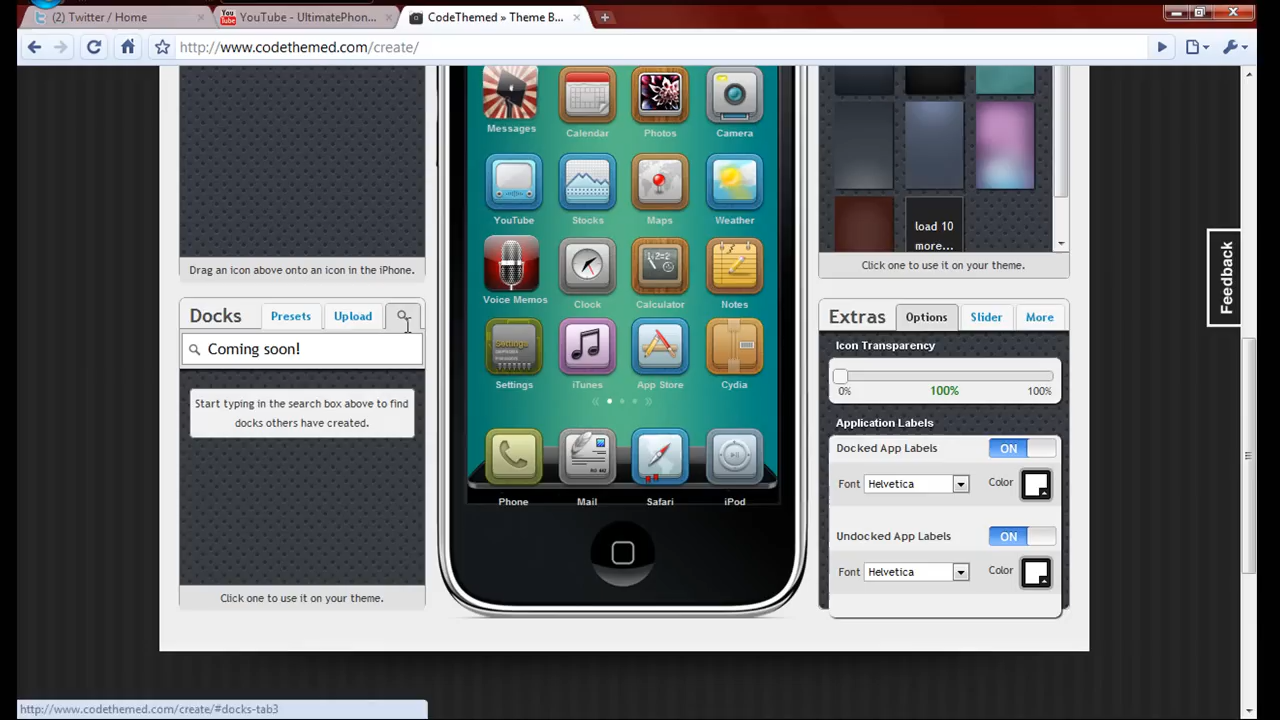 (2) Twitter / Home
YouTube - UltimatePhon...
CodeThemed » Theme B...
http://www.codethemed.com/create/
Messages
Calendar
Photos
Camera
YouTube
Stocks
Maps
Weather
Voice Memos
Clock
Calculator
Notes
Settings
iTunes
App Store
Cydia
Phone
Mail
Safari
iPod
Drag an icon above onto an icon in the iPhone.
Docks
Presets
Upload
Coming soon!
Start typing in the search box above to find
docks others have created.
Click one to use it on your theme.
load 10
more...
Click one to use it on your theme.
Extras
Options
Slider
More
Icon Transparency
0%
100%
100%
Application Labels
Docked App Labels
ON
Font
Helvetica
Color
Undocked App Labels
ON
Font
Helvetica
Color
Feedback
http://www.codethemed.com/create/#docks-tab3